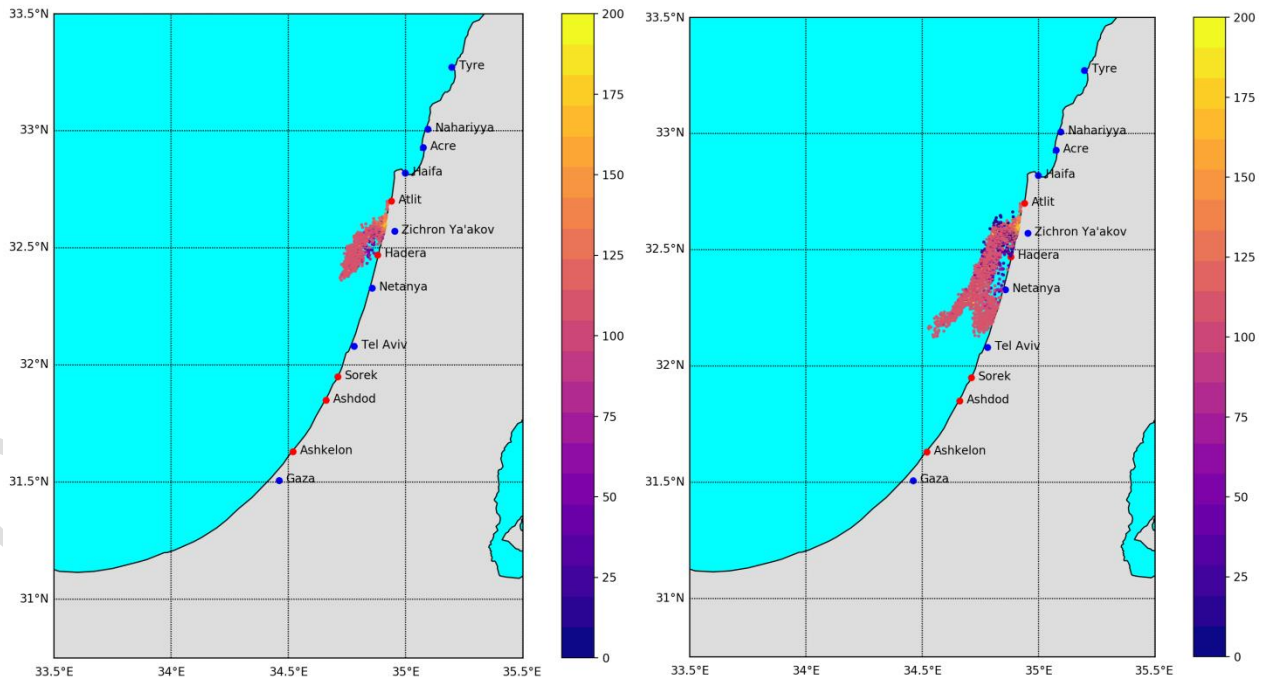 33.5°N
33°N
32.5°N
32°N
31.5°N
31°N
33.5°E
34°E
34.5°E
35°E
35.5°E
Tyre
Nahariyya
Acre
Haifa
Atlit
Zichron Ya'akov
Hadera
Netanya
Tel Aviv
Sorek
Ashdod
Ashkelon
Gaza
200
175
150
125
100
75
50
25
0
33.5°N
33°N
32.5°N
32°N
31.5°N
31°N
33.5°E
34°E
34.5°E
35°E
35.5°E
Tyre
Nahariyya
Acre
Haifa
Atlit
Zichron Ya'akov
Hadera
Netanya
Tel Aviv
Sorek
Ashdod
Ashkelon
Gaza
200
175
150
125
100
75
50
25
0